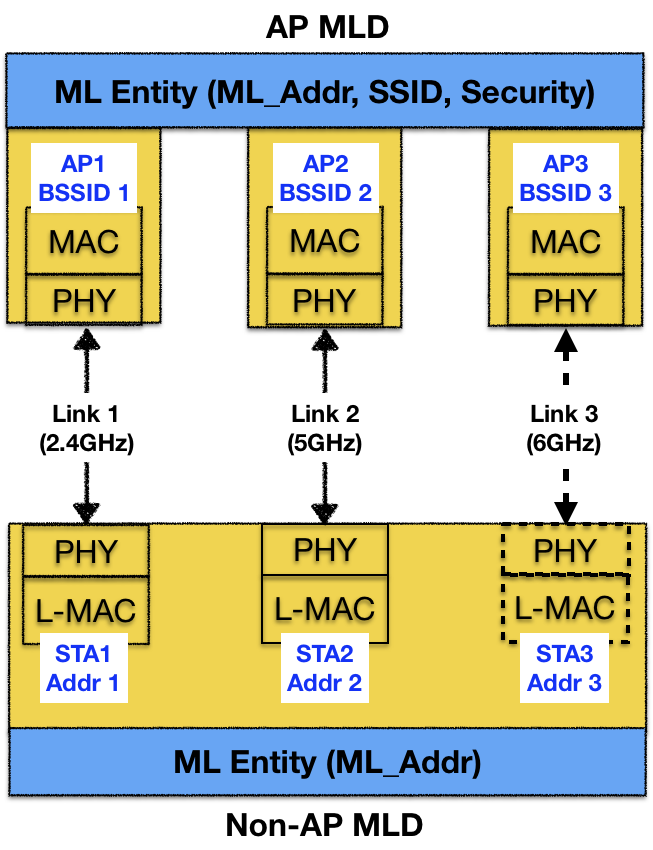 AP MLD
ML Entity (ML_Addr, SSID, Security)
AP1
BSSID 1
MAC
PHY
AP2
BSSID 2
MAC
PHY
AP3
BSSID 3
MAC
PHY
Link 1
(2.4GHz)
Link 2
(5GHz)
Link 3
(6GHz)
PHY
L-MAC
STA1
Addr 1
PHY
L-MAC
STA2
Addr 2
PHY
L-MAC
STA3
Addr 3
ML Entity (ML_Addr)
Non-AP MLD